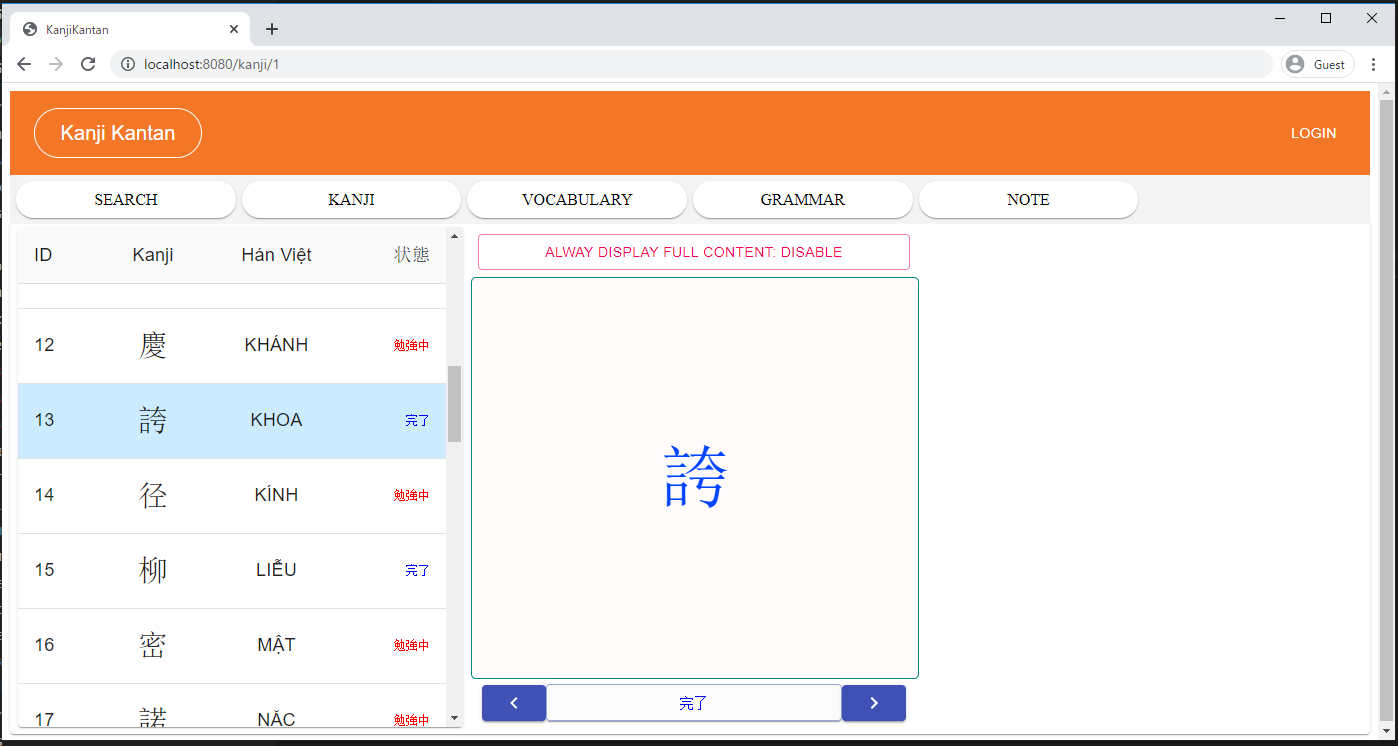 KanjiKantan
localhost:8080/kanji/1
Guest
Kanji Kantan
LOGIN
SEARCH KANJI VOCABULARY GRAMMAR NOTE
ID Kanji Hán Việt 状態
12 慶 KHÁNH 勉強中
13 誇 KHOA 完了
14 径 KÍNH 勉強中
15 柳 LIỄU 完了
16 密 MẬT 勉強中
17 諾 NẶC 勉強中
ALWAY DISPLAY FULL CONTENT: DISABLE
誇
完了